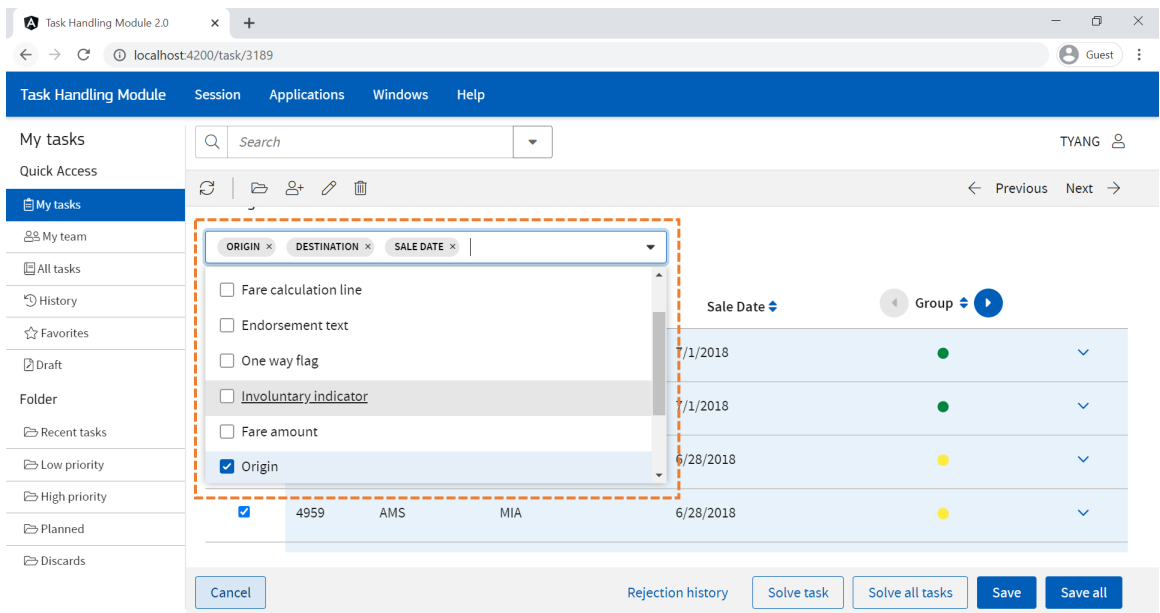 Task Handling Module 2.0
localhost:4200/task/3189
Guest
Task Handling Module Session Applications Windows Help
My tasks
Search
TYANG
Quick Access
Previous Next
My tasks
My team
All tasks
History
Favorites
Draft
Folder
Recent tasks
Low priority
High priority
Planned
Discards
ORIGIN × DESTINATION × SALE DATE ×
Fare calculation line
Endorsement text
One way flag
Involuntary indicator
Fare amount
Origin
Sale Date Group
7/1/2018
7/1/2018
6/28/2018
4959 AMS MIA 6/28/2018
Cancel Rejection history Solve task Solve all tasks Save Save all